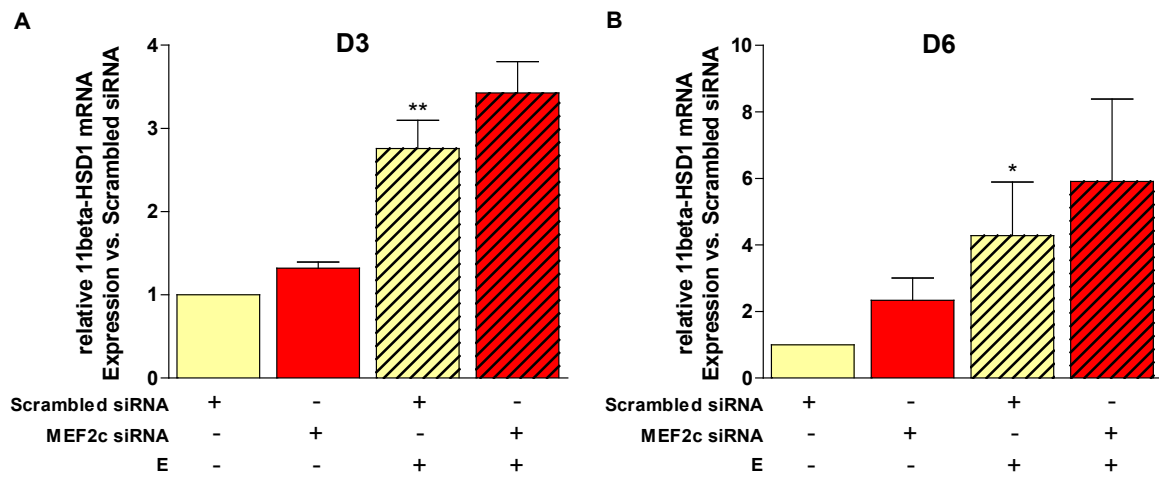 A
D3
relative 11beta-HSD1 mRNA
Expression vs. Scrambled siRNA
4
3
2
1
0
**
Scrambled siRNA + - + -
MEF2c siRNA - + - +
E - - + +
B
D6
relative 11beta-HSD1 mRNA
Expression vs. Scrambled siRNA
10
8
6
4
2
0
*
Scrambled siRNA + - + -
MEF2c siRNA - + - +
E - - + +